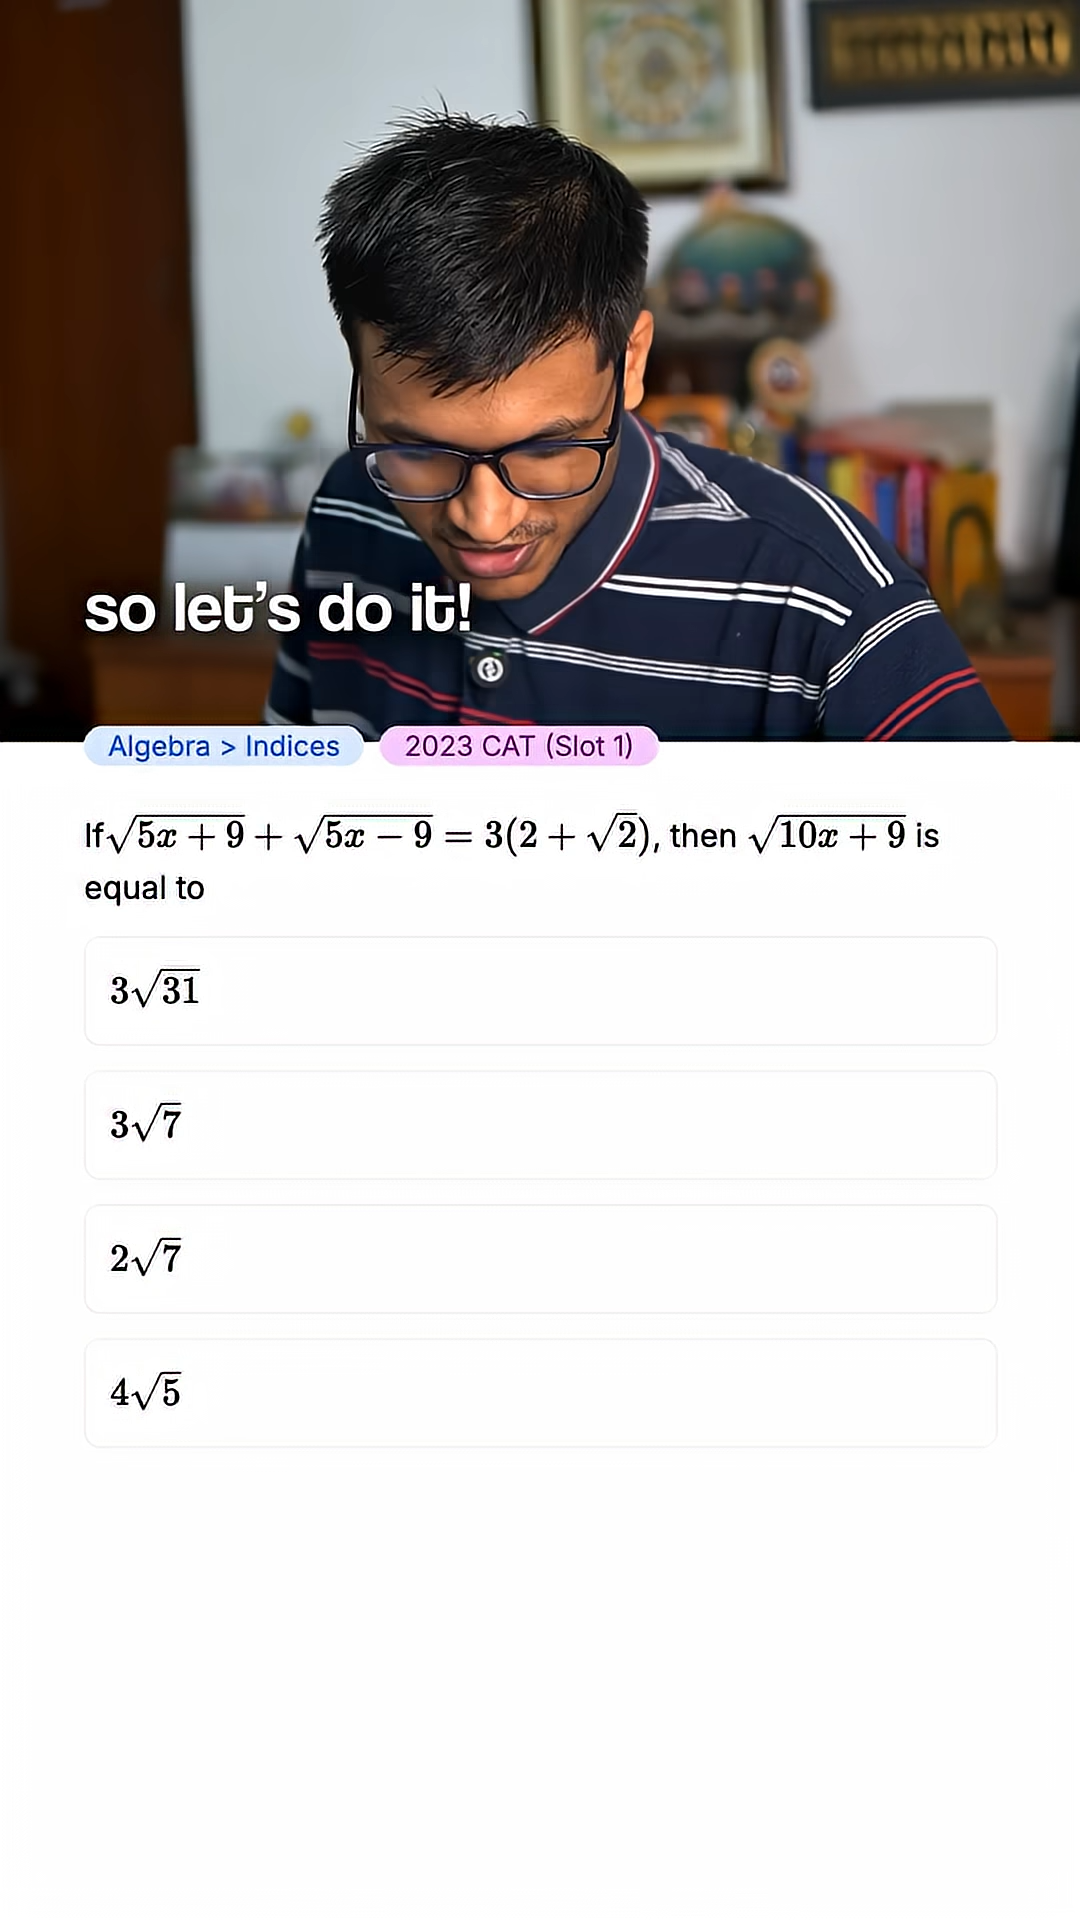 so let's do it!
Algebra > Indices 2023 CAT (Slot 1)
If √5x + 9 + √5x − 9 = 3(2 + √2), then √10x + 9 is
equal to
3√31
3√7
2√7
4√5